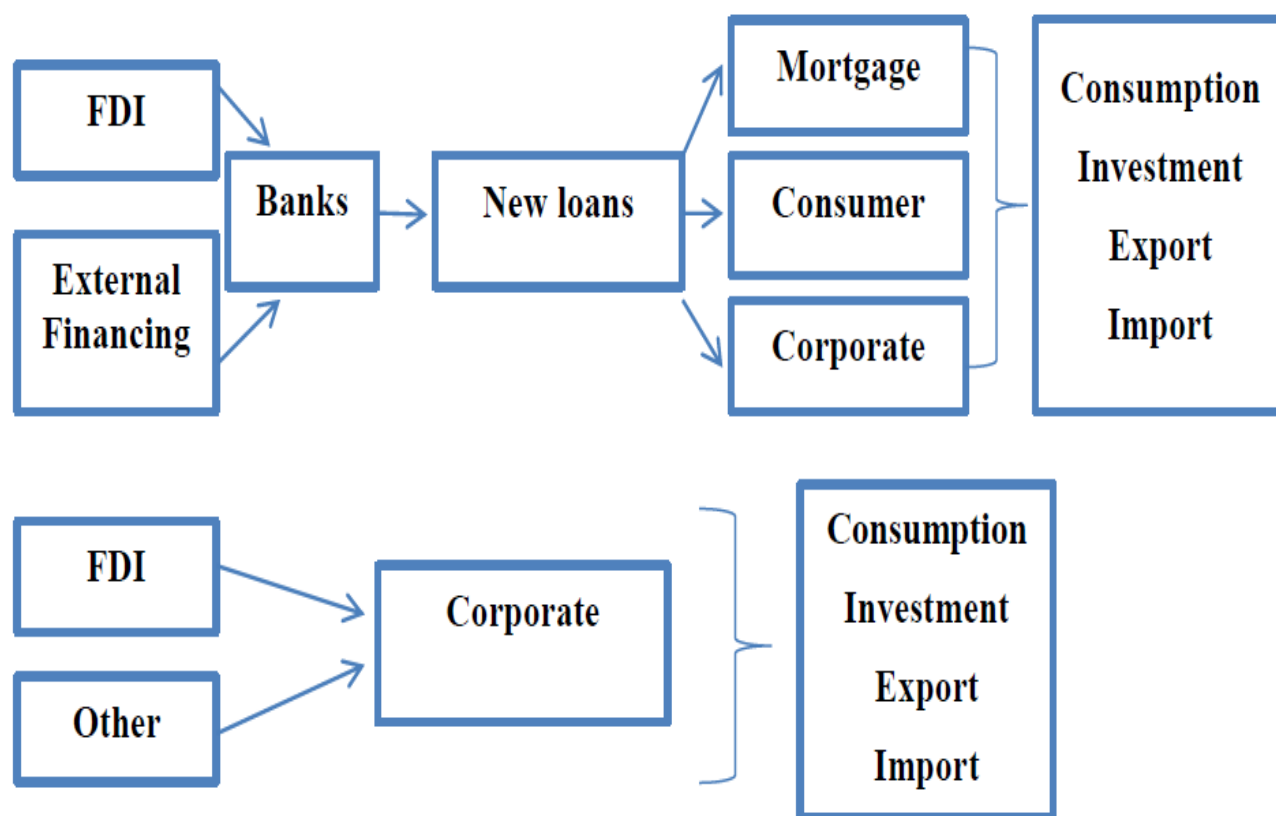 FDI
External
Financing
Banks
New loans
Mortgage
Consumer
Corporate
Consumption
Investment
Export
Import
FDI
Other
Corporate
Consumption
Investment
Export
Import